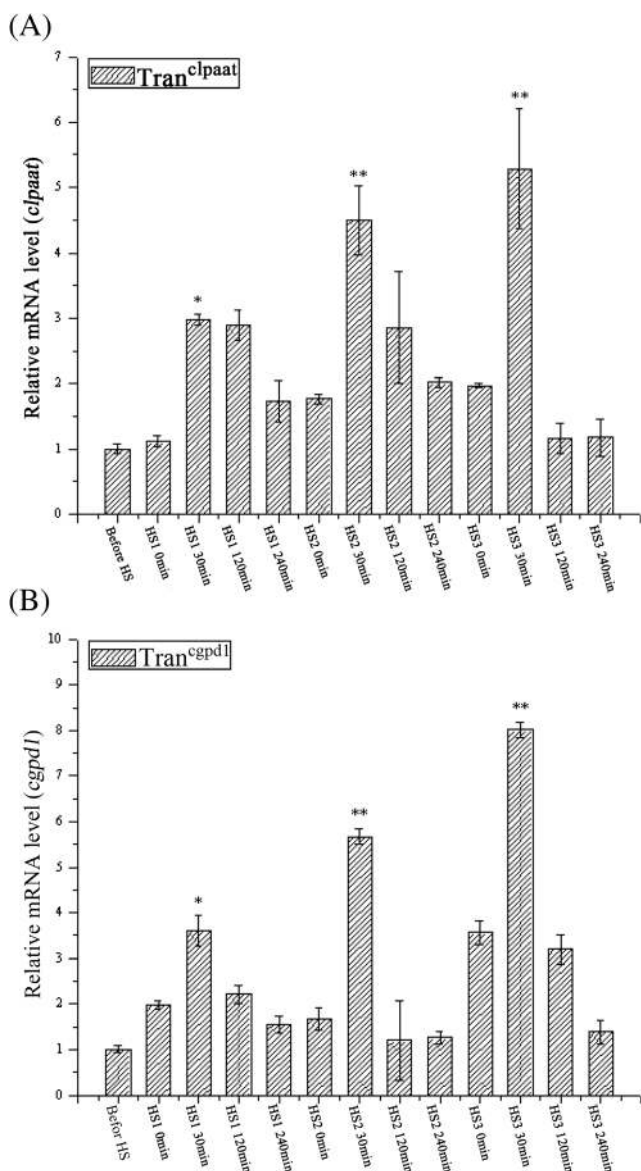 (A)
7
6
5
4
3
2
1
0
Relative mRNA level (clpaat)
Tran^clpaat
*
**
**
Before HS
HS1 0min
HS1 30min
HS1 120min
HS1 240min
HS2 0min
HS2 30min
HS2 120min
HS2 240min
HS3 0min
HS3 30min
HS3 120min
HS3 240min
(B)
10
9
8
7
6
5
4
3
2
1
0
Relative mRNA level (cgpd1)
Tran^cgpd1
*
**
**
Befor HS
HS1 0min
HS1 30min
HS1 120min
HS1 240min
HS2 0min
HS2 30min
HS2 120min
HS2 240min
HS3 0min
HS3 30min
HS3 120min
HS3 240min